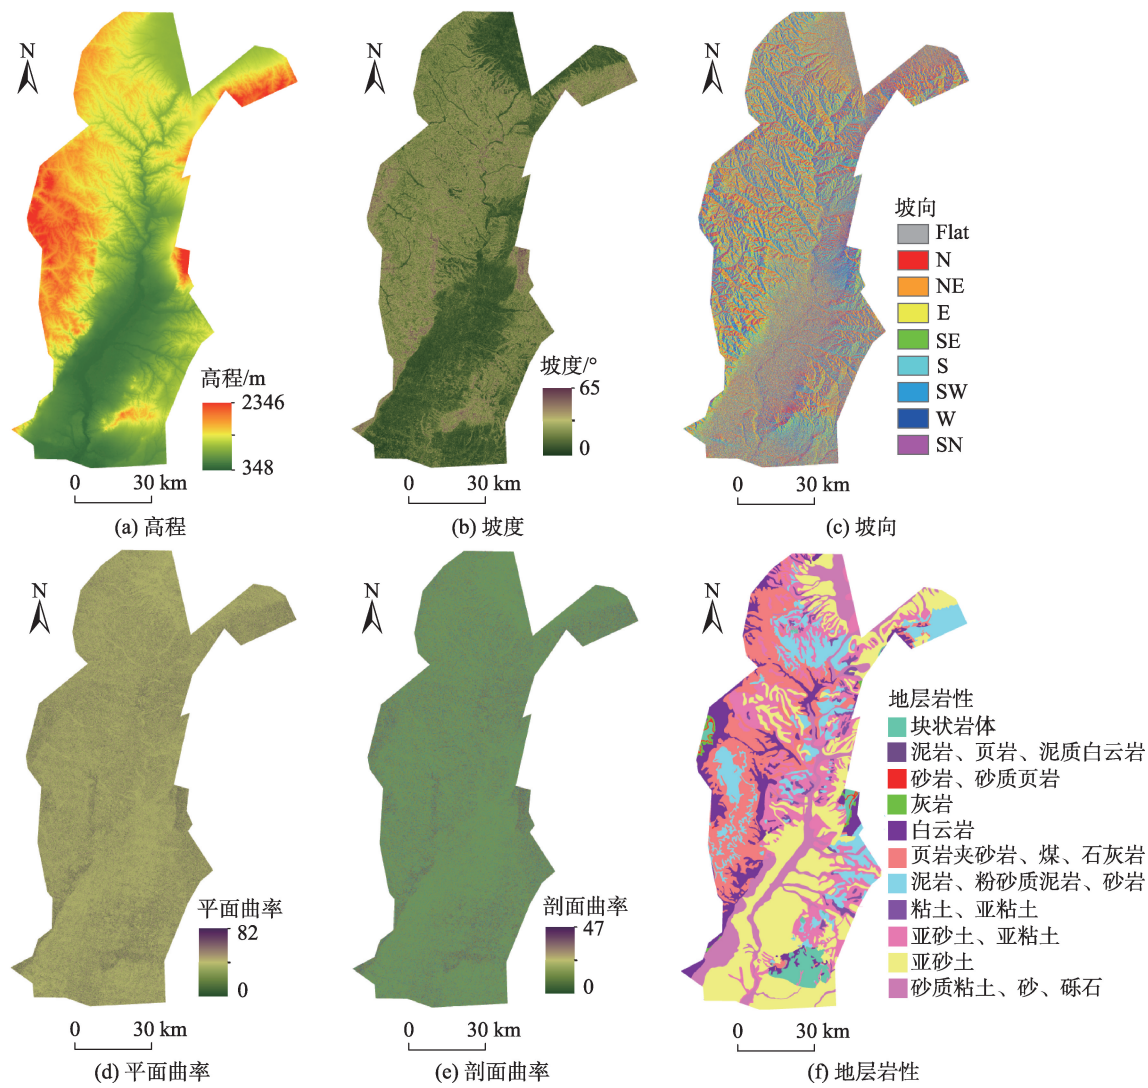 N
高程/m
2346
348
0 30 km
(a) 高程
N
坡度/°
65
0
0 30 km
(b) 坡度
N
坡向
Flat
N
NE
E
SE
S
SW
W
SN
0 30 km
(c) 坡向
N
平面曲率
82
0
0 30 km
(d) 平面曲率
N
剖面曲率
47
0
0 30 km
(e) 剖面曲率
N
地层岩性
块状岩体
泥岩、页岩、泥质白云岩
砂岩、砂质页岩
灰岩
白云岩
页岩夹砂岩、煤、石灰岩
泥岩、粉砂质泥岩、砂岩
粘土、亚粘土
亚砂土、亚粘土
亚砂土
砂质粘土、砂、砾石
0 30 km
(f) 地层岩性